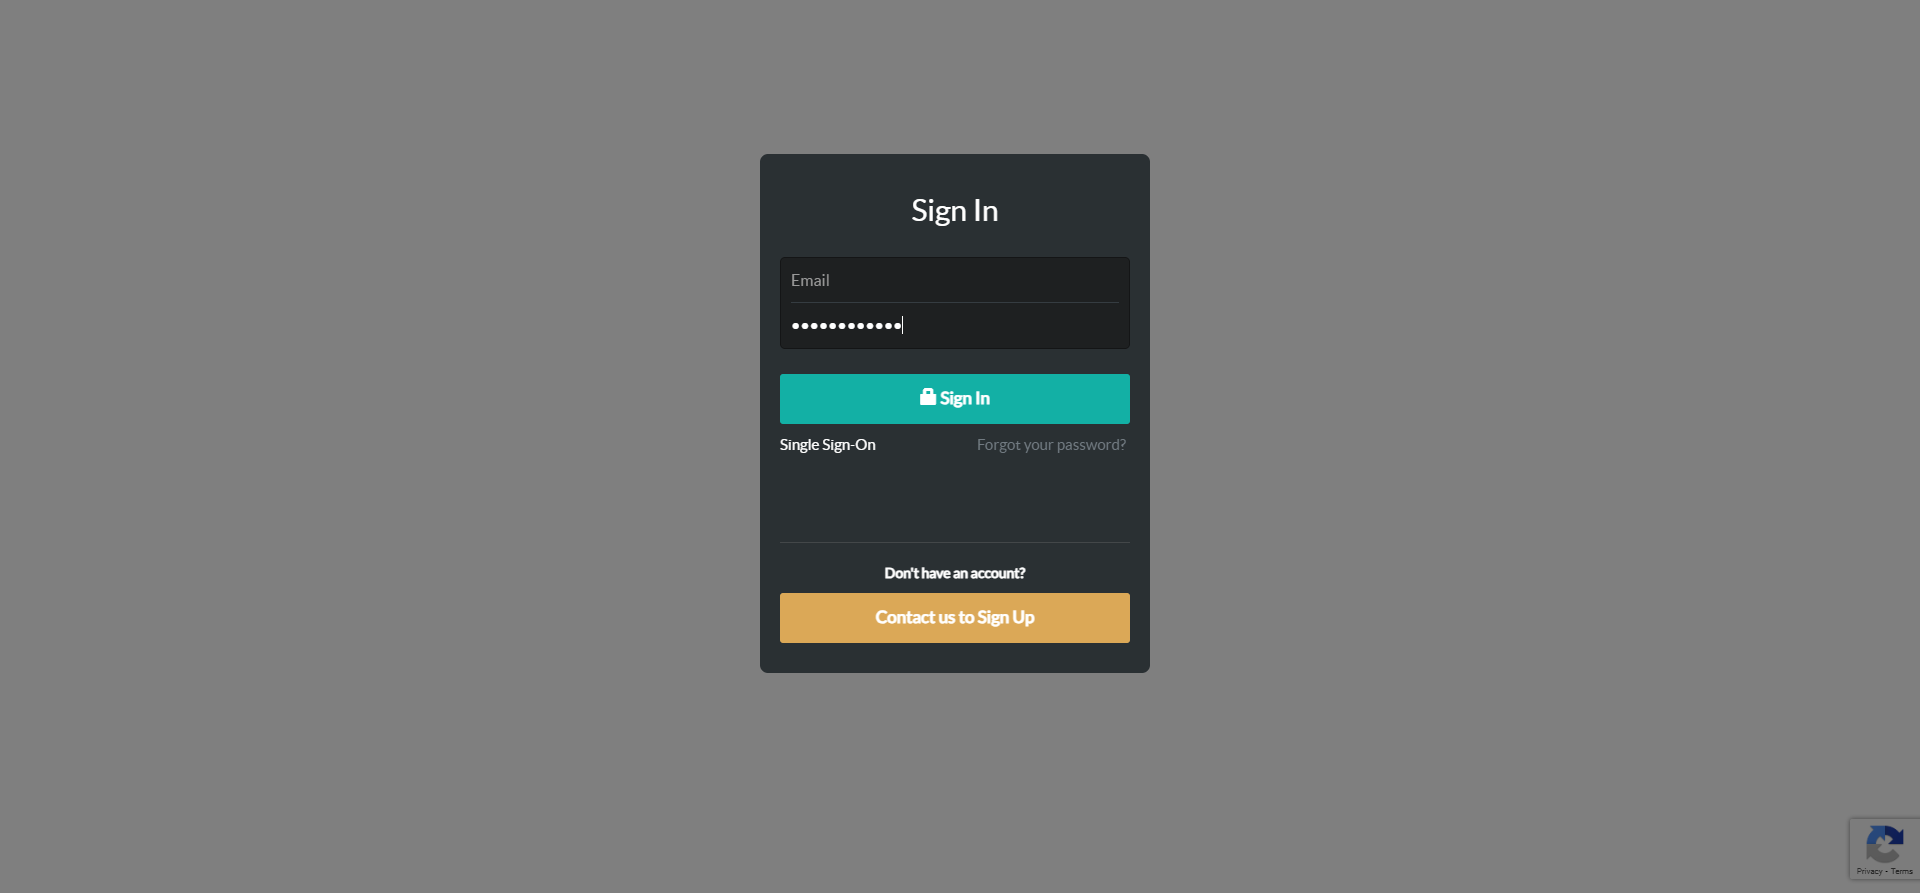 Sign In
Email
••••••••••••
Sign In
Single Sign-On
Forgot your password?
Don't have an account?
Contact us to Sign Up
Privacy - Terms